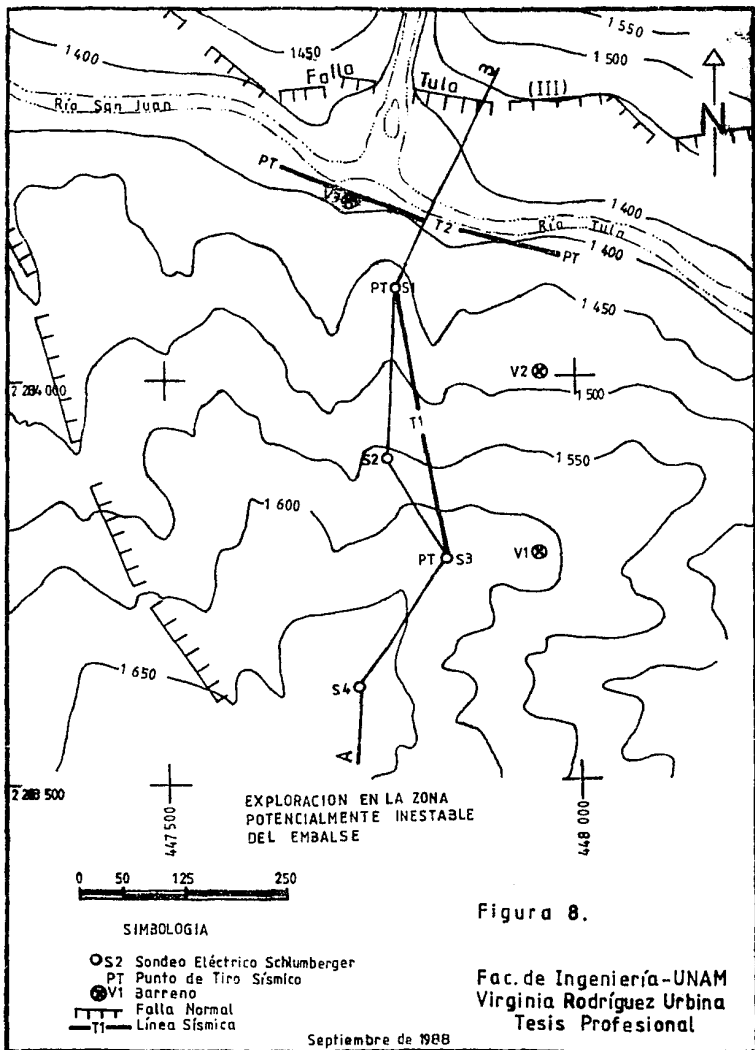 1 550
1 500
1 400
1450
Falla Tula (III)
Río San Juan
N
PT
V3
T2
Río Tula
1 400
1 400
PT
PT S1
1 450
V2
2 284 000
1 500
T1
S2
1 550
1 600
PT S3
V1
1 650
S4
A
2 283 500
447 500
448 000
EXPLORACION EN LA ZONA
POTENCIALMENTE INESTABLE
DEL EMBALSE
0 50 125 250
SIMBOLOGIA
S2 Sondeo Eléctrico Schlumberger
PT Punto de Tiro Sísmico
V1 Barreno
Falla Normal
T1 Línea Sísmica
Figura 8.
Fac. de Ingeniería-UNAM
Virginia Rodríguez Urbina
Tesis Profesional
Septiembre de 1988